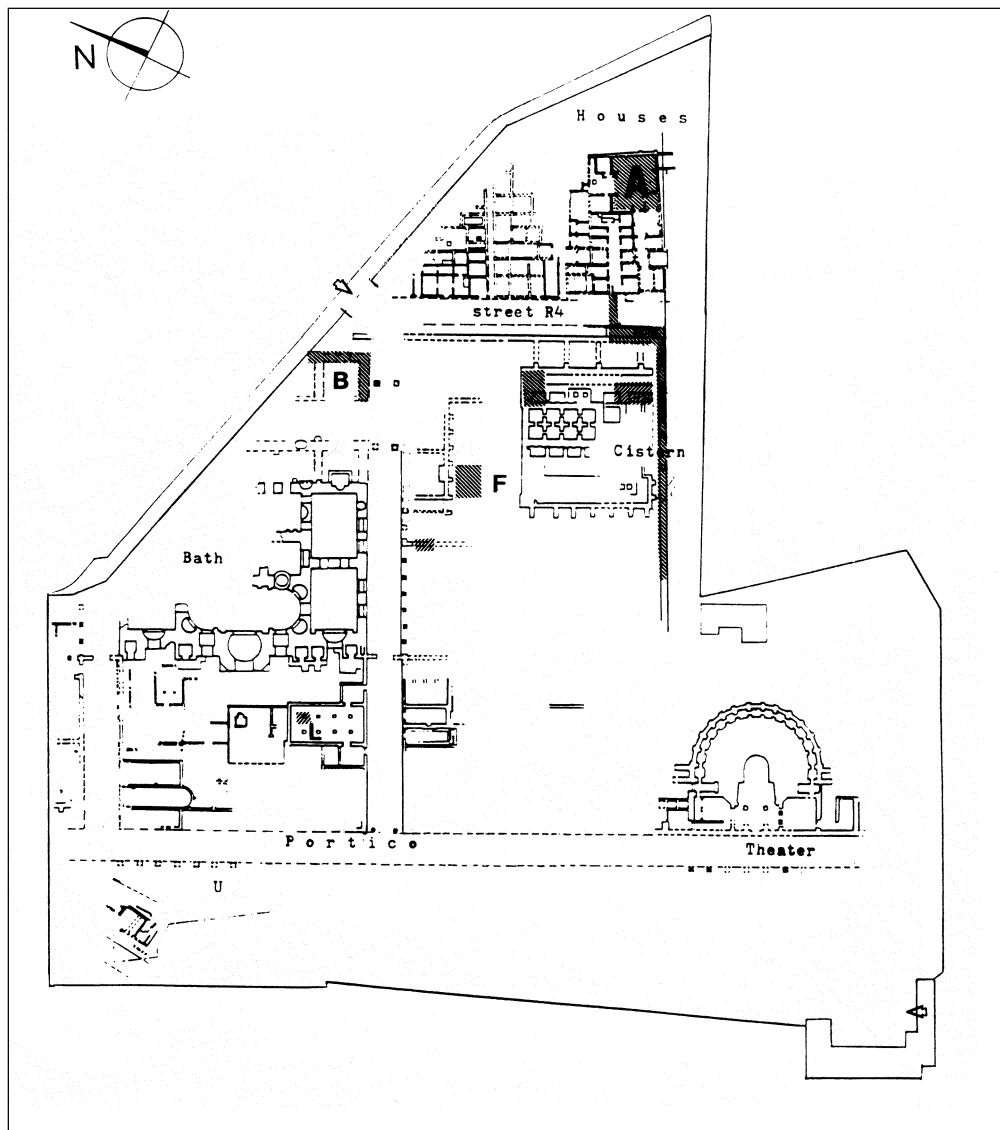 N
Houses
A
street R4
B
Cistern
F
Bath
Portico
Theater
U